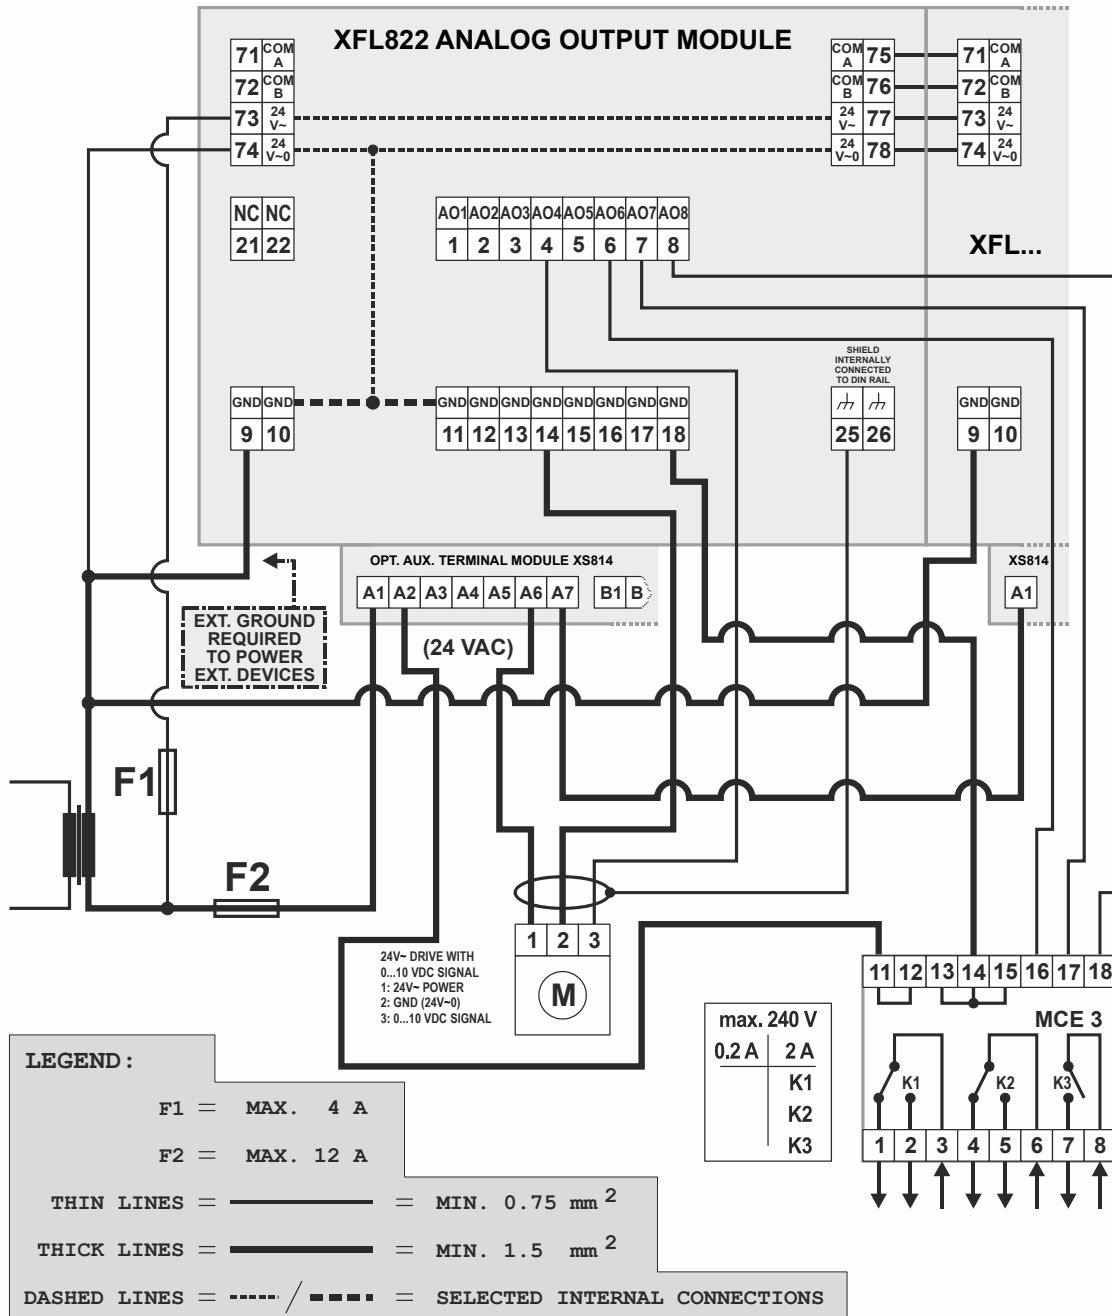 XFL822 ANALOG OUTPUT MODULE
71 COM A
72 COM B
73 24 V~
74 24 V~0
COM A 75
COM B 76
24 V~ 77
24 V~0 78
71 COM A
72 COM B
73 24 V~
74 24 V~0
NC NC
21 22
AO1 AO2 AO3 AO4 AO5 AO6 AO7 AO8
1 2 3 4 5 6 7 8
XFL...
SHIELD
INTERNALLY
CONNECTED
TO DIN RAIL
GND GND
9 10
GND GND GND GND GND GND GND GND
11 12 13 14 15 16 17 18
25 26
GND GND
9 10
OPT. AUX. TERMINAL MODULE XS814
A1 A2 A3 A4 A5 A6 A7 B1 B
XS814
A1
EXT. GROUND
REQUIRED
TO POWER
EXT. DEVICES
(24 VAC)
F1
F2
1 2 3
M
24V~ DRIVE WITH
0...10 VDC SIGNAL
1: 24V~ POWER
2: GND (24V~0)
3: 0...10 VDC SIGNAL
11 12 13 14 15 16 17 18
MCE 3
K1 K2 K3
1 2 3 4 5 6 7 8
max. 240 V
0.2 A 2 A
K1
K2
K3
LEGEND:
F1 = MAX. 4 A
F2 = MAX. 12 A
THIN LINES = = MIN. 0.75 mm 2
THICK LINES = = MIN. 1.5 mm 2
DASHED LINES = / = SELECTED INTERNAL CONNECTIONS